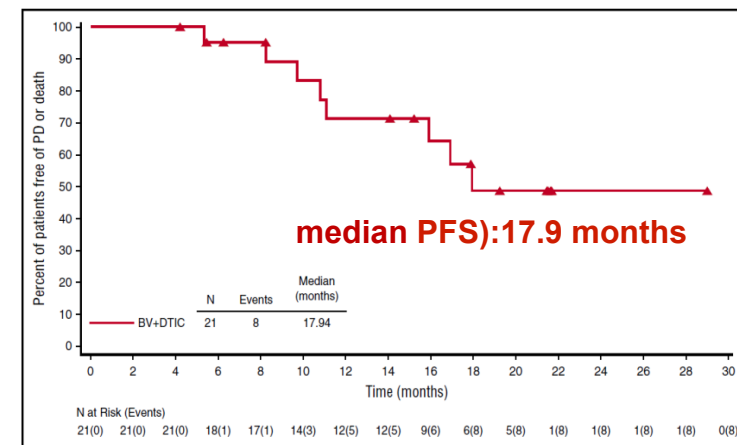 Percent of patients free of PD or death
100
90
80
70
60
50
40
30
20
10
0
median PFS):17.9 months
N Events Median (months)
BV+DTIC 21 8 17.94
0 2 4 6 8 10 12 14 16 18 20 22 24 26 28 30
Time (months)
N at Risk (Events)
21(0) 21(0) 21(0) 18(1) 17(1) 14(3) 12(5) 12(5) 9(6) 6(8) 5(8) 1(8) 1(8) 1(8) 1(8) 0(8)